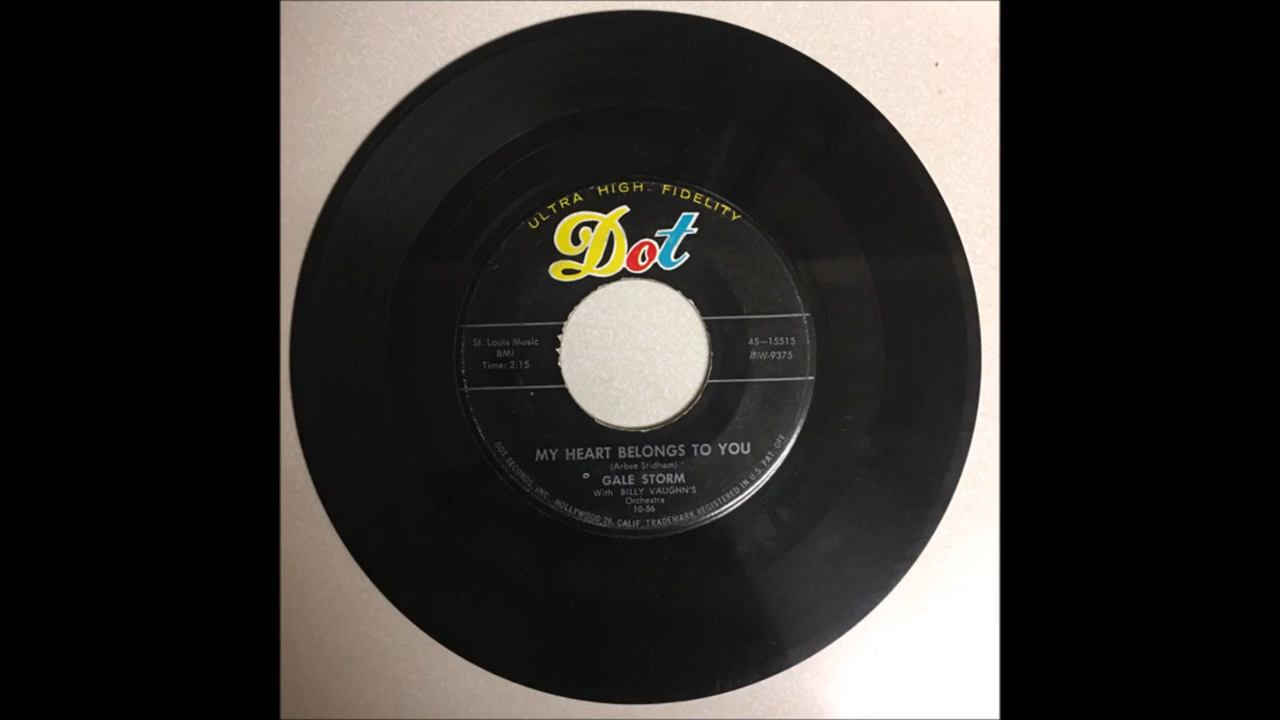 ULTRA HIGH FIDELITY
Dot
St. Louis Music
BMI
Time: 2:15
45—15515
MW-9375
MY HEART BELONGS TO YOU
(Arbee Stidham)
GALE STORM
With BILLY VAUGHN'S
Orchestra
10-56
DOT RECORDS, INC. HOLLYWOOD 28, CALIF. TRADEMARK REGISTERED IN U.S. PAT. OFF